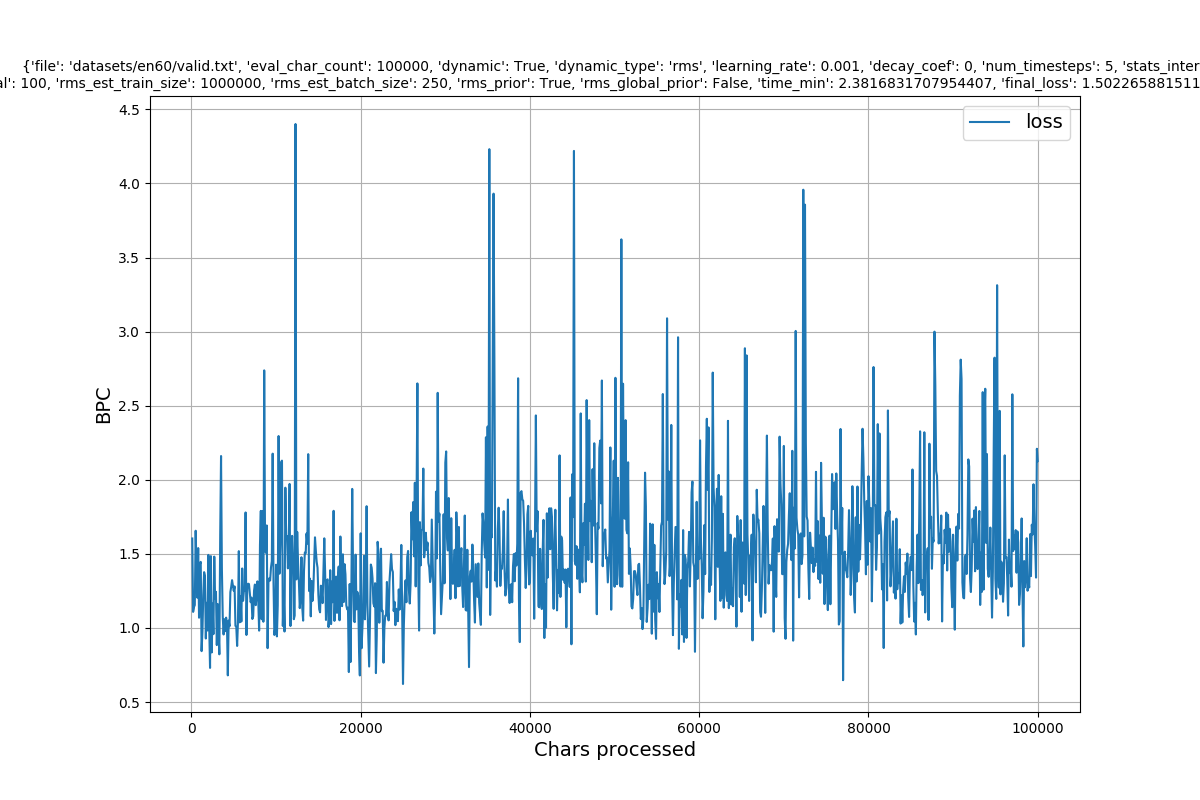 {'file': 'datasets/en60/valid.txt', 'eval_char_count': 100000, 'dynamic': True, 'dynamic_type': 'rms', 'learning_rate': 0.001, 'decay_coef': 0, 'num_timesteps': 5, 'stats_inter
al': 100, 'rms_est_train_size': 1000000, 'rms_est_batch_size': 250, 'rms_prior': True, 'rms_global_prior': False, 'time_min': 2.3816831707954407, 'final_loss': 1.502265881511
loss
4.5
4.0
3.5
3.0
2.5
2.0
1.5
1.0
0.5
BPC
0 20000 40000 60000 80000 100000
Chars processed